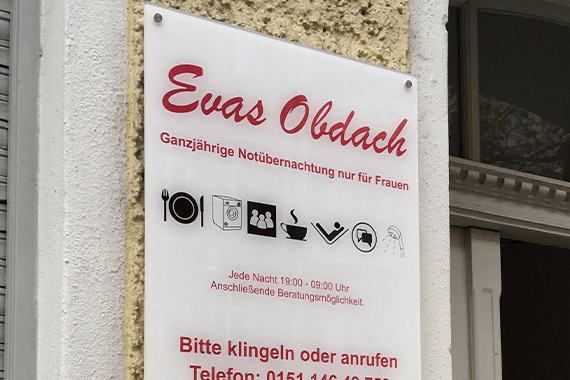 Evas Obdach
Ganzjährige Notübernachtung nur für Frauen
Jede Nacht 19:00 - 09:00 Uhr
Anschließende Beratungsmöglichkeit.
Bitte klingeln oder anrufen
Telefon: 0151 146 48